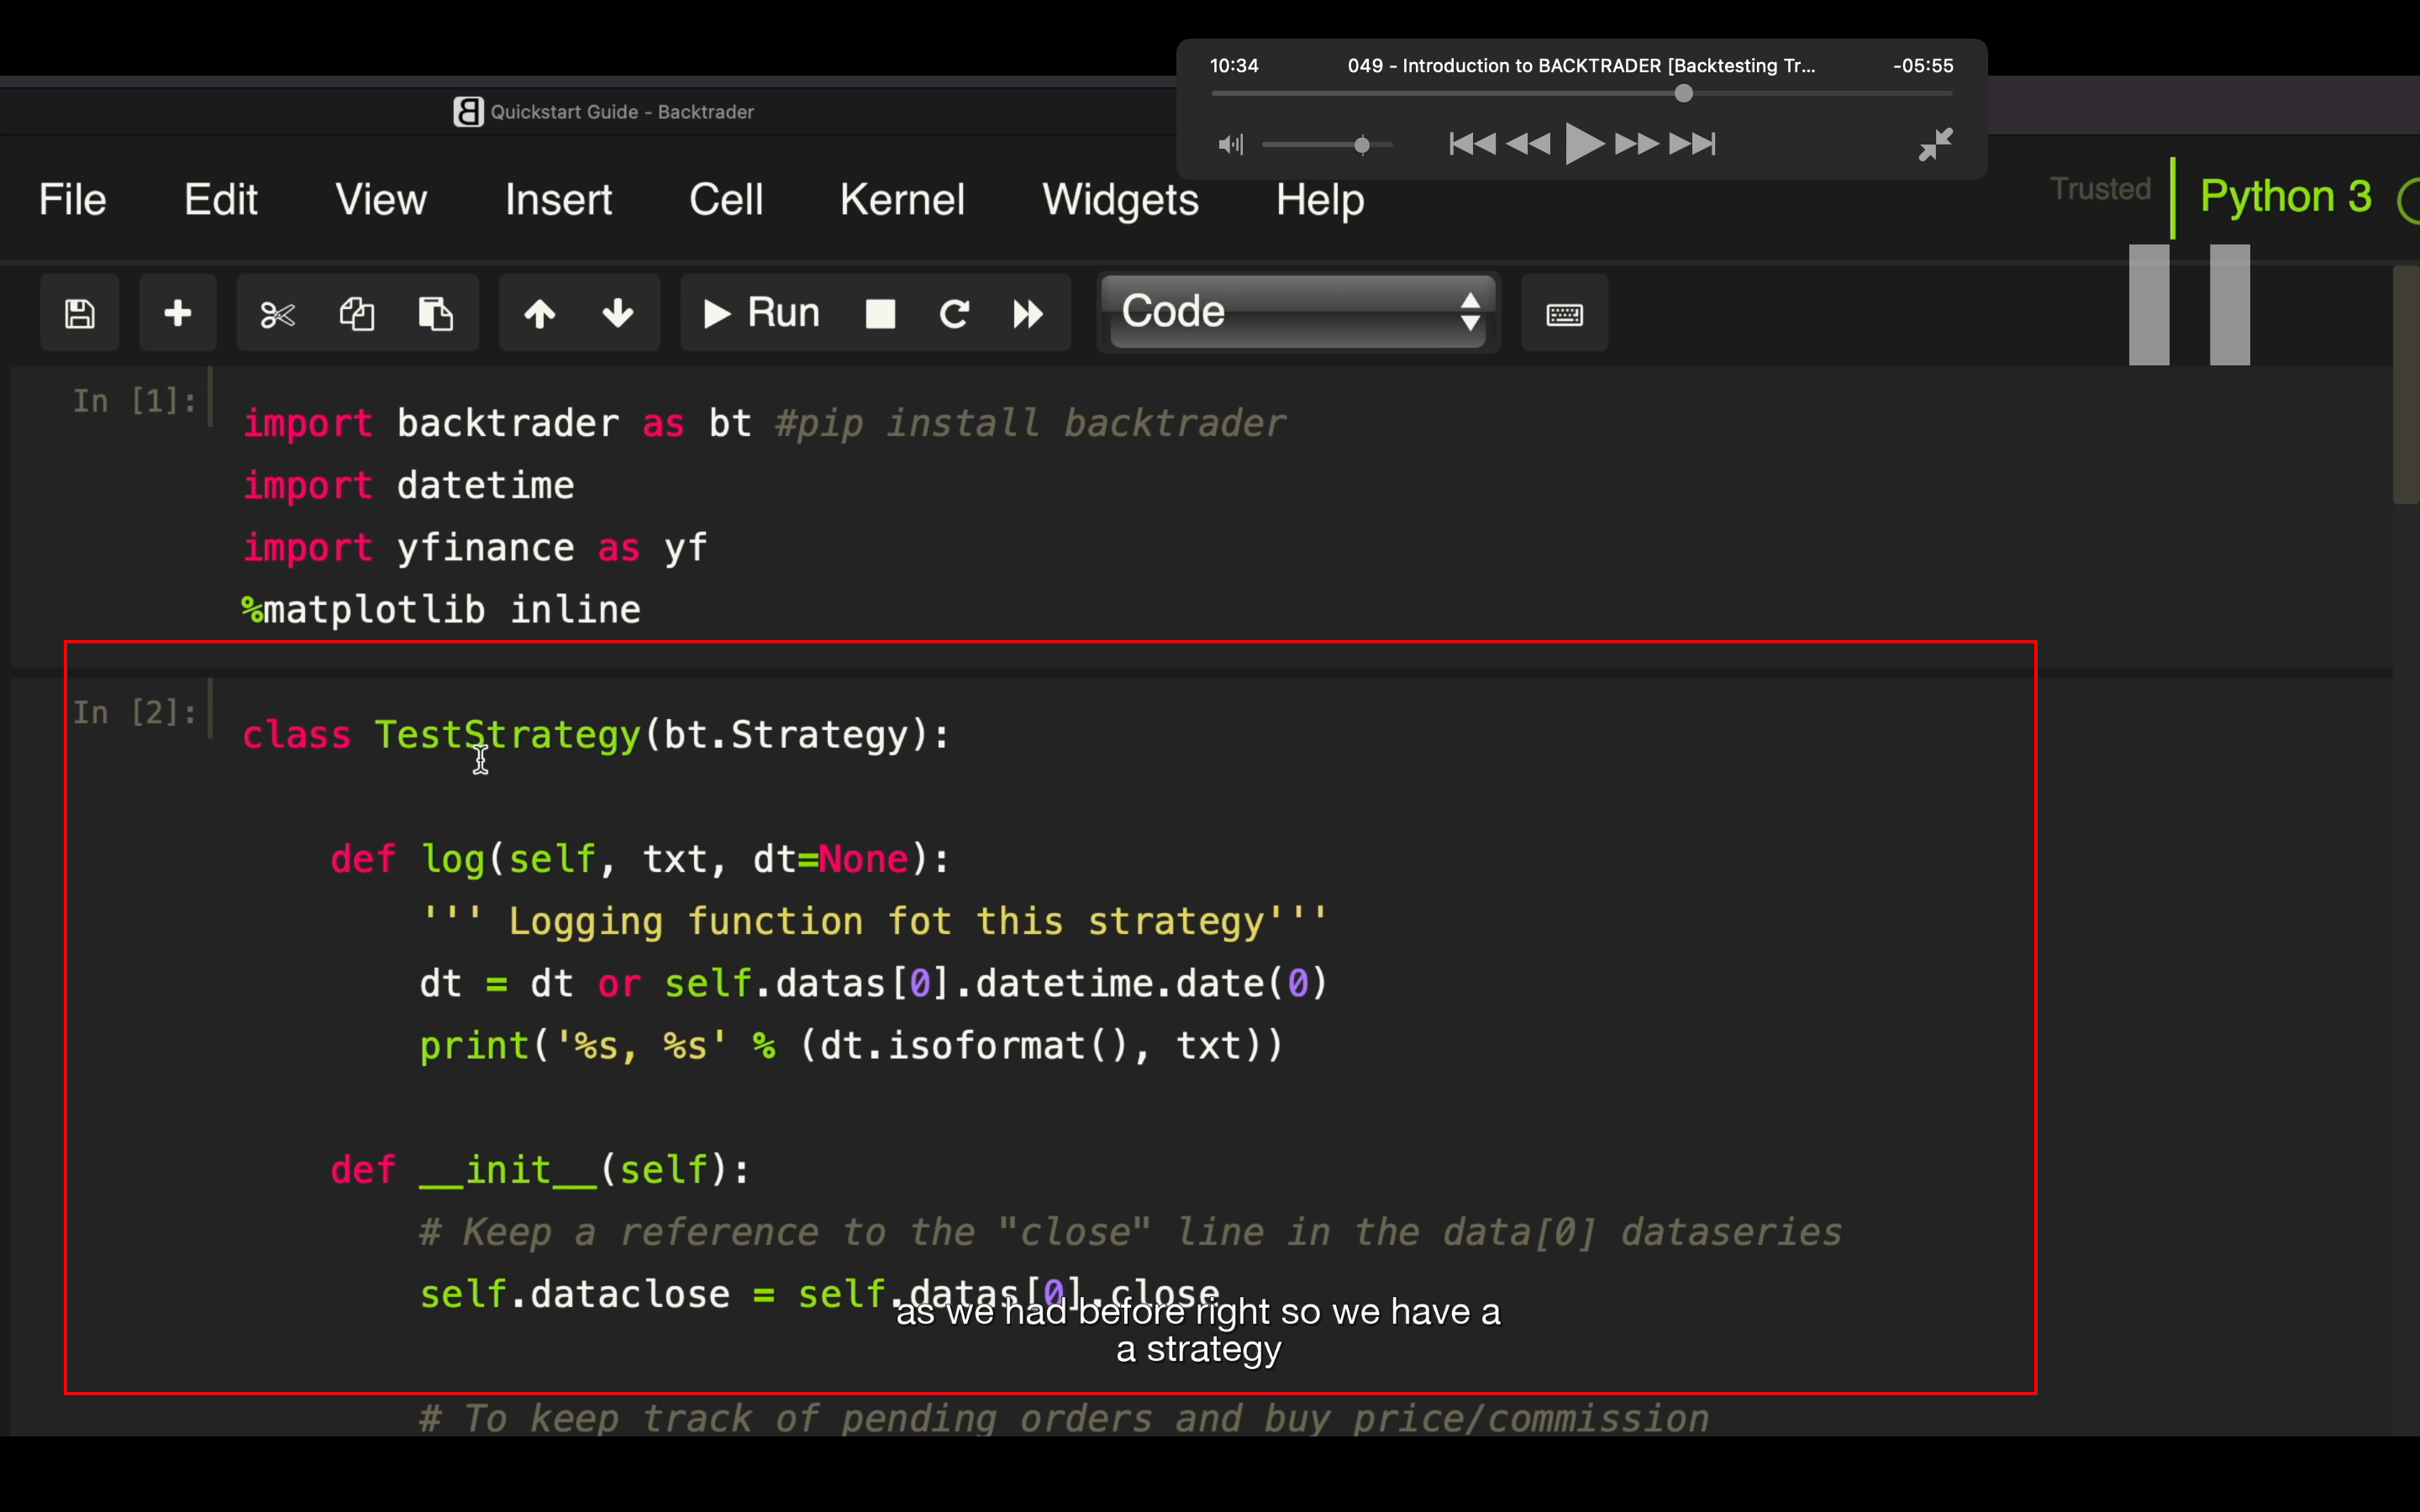 10:34 049 - Introduction to BACKTRADER [Backtesting Tr... -05:55
Quickstart Guide - Backtrader
File Edit View Insert Cell Kernel Widgets Help Trusted Python 3
Run Code
In [1]:
import backtrader as bt #pip install backtrader
import datetime
import yfinance as yf
%matplotlib inline
In [2]:
class TestStrategy(bt.Strategy):
def log(self, txt, dt=None):
''' Logging function fot this strategy'''
dt = dt or self.datas[0].datetime.date(0)
print('%s, %s' % (dt.isoformat(), txt))
def __init__(self):
# Keep a reference to the "close" line in the data[0] dataseries
self.dataclose = self.datas[0].close
as we had before right so we have a
a strategy
# To keep track of pending orders and buy price/commission